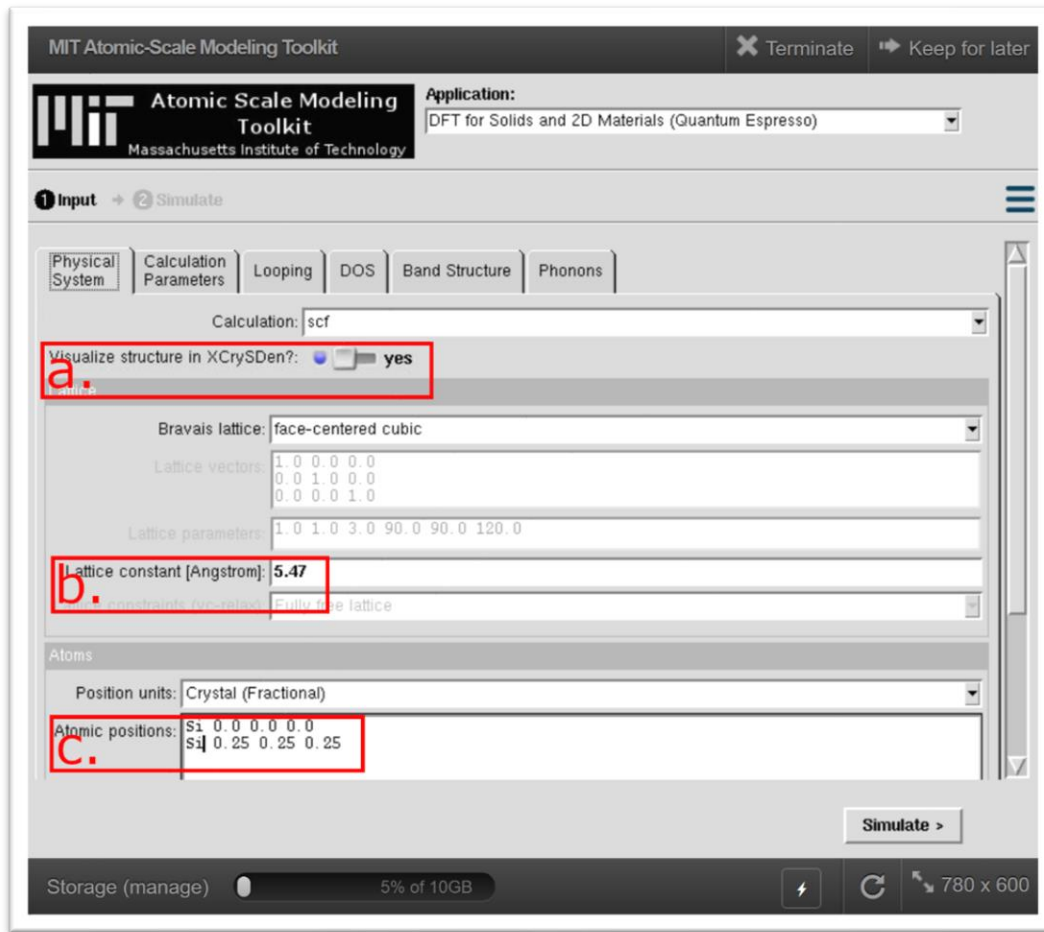 MIT Atomic-Scale Modeling Toolkit
Terminate
Keep for later
MIT
Atomic Scale Modeling
Toolkit
Massachusetts Institute of Technology
Application:
DFT for Solids and 2D Materials (Quantum Espresso)
1 Input
2 Simulate
Physical
System
Calculation
Parameters
Looping
DOS
Band Structure
Phonons
Calculation: scf
Visualize structure in XCrySDen?: yes
a.
Lattice
Bravais lattice: face-centered cubic
Lattice vectors:
1.0 0.0 0.0
0.0 1.0 0.0
0.0 0.0 1.0
Lattice parameters: 1.0 1.0 3.0 90.0 90.0 120.0
Lattice constant [Angstrom]: 5.47
b.
constraints (vc-relax): Fully free lattice
Atoms
Position units: Crystal (Fractional)
Atomic positions: Si 0.0 0.0 0.0
Si 0.25 0.25 0.25
c.
Simulate >
Storage (manage)
5% of 10GB
780 x 600